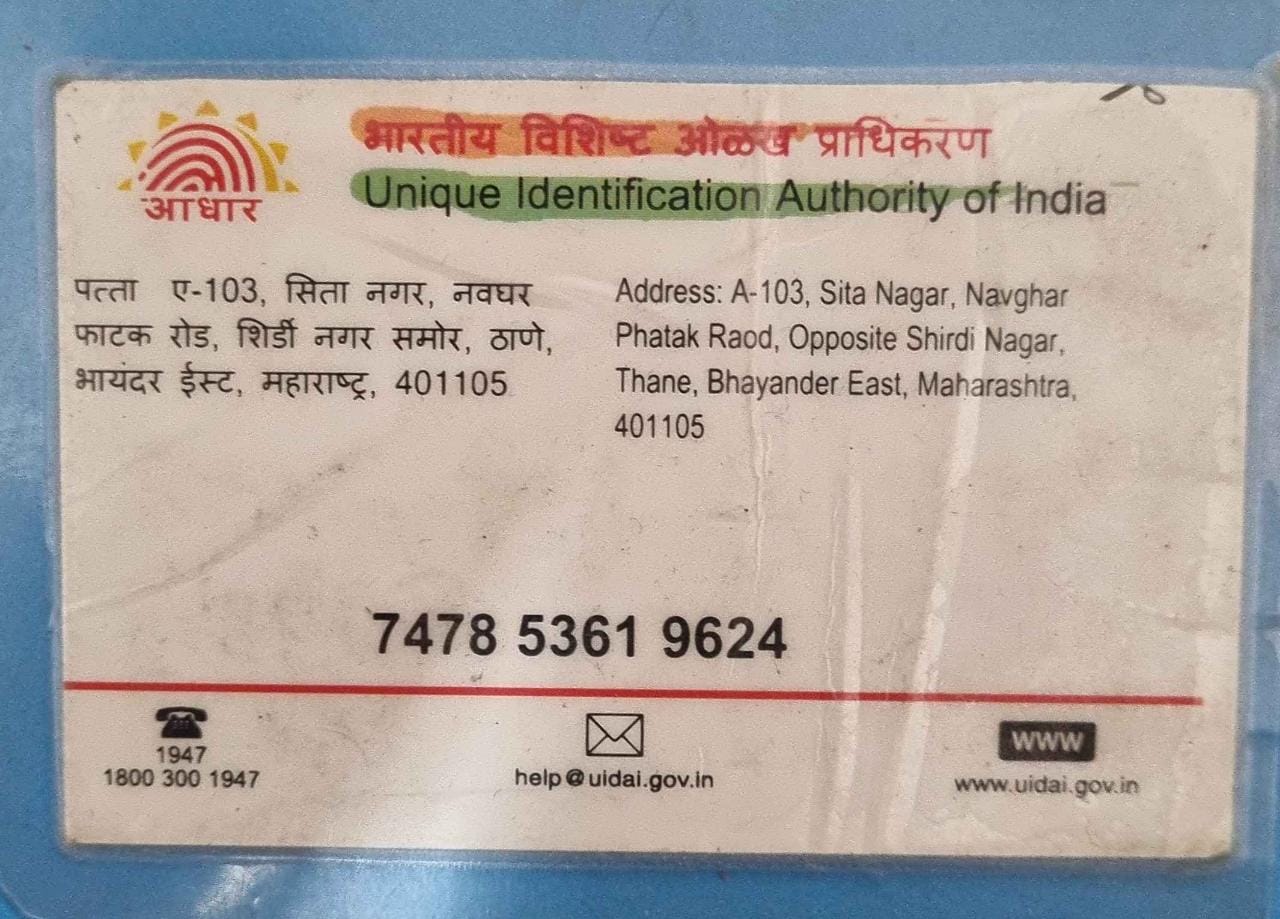 आधार
भारतीय विशिष्ट ओळख प्राधिकरण
Unique Identification Authority of India
पत्ता ए-103, सिता नगर, नवघर
फाटक रोड, शिर्डी नगर समोर, ठाणे,
भायंदर ईस्ट, महाराष्ट्र, 401105
Address: A-103, Sita Nagar, Navghar
Phatak Raod, Opposite Shirdi Nagar,
Thane, Bhayander East, Maharashtra,
401105
7478 5361 9624
1947
1800 300 1947
help@uidai.gov.in
www
www.uidai.gov.in